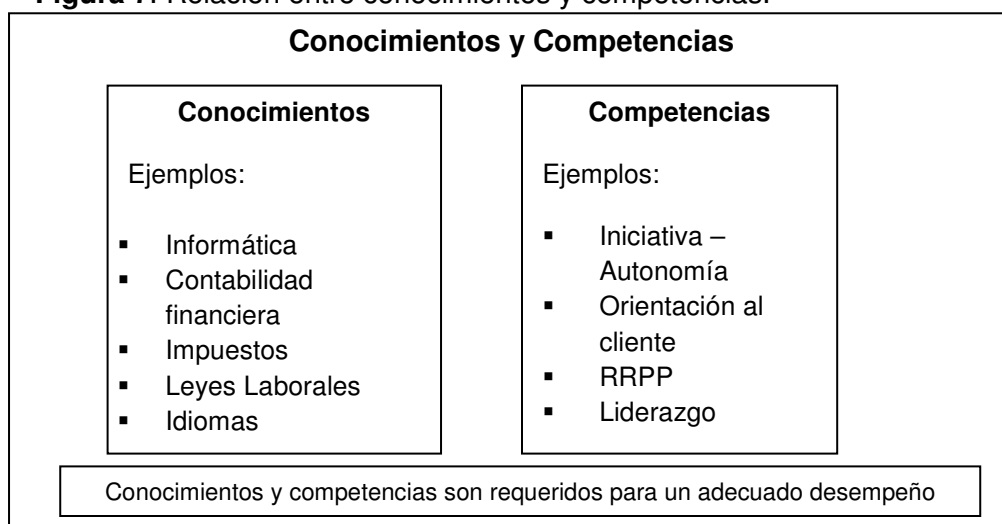 Figura 7: Relación entre conocimientos y competencias.
Conocimientos y Competencias
Conocimientos
Ejemplos:
▪ Informática
▪ Contabilidad
financiera
▪ Impuestos
▪ Leyes Laborales
▪ Idiomas
Competencias
Ejemplos:
▪ Iniciativa –
Autonomía
▪ Orientación al
cliente
▪ RRPP
▪ Liderazgo
Conocimientos y competencias son requeridos para un adecuado desempeño